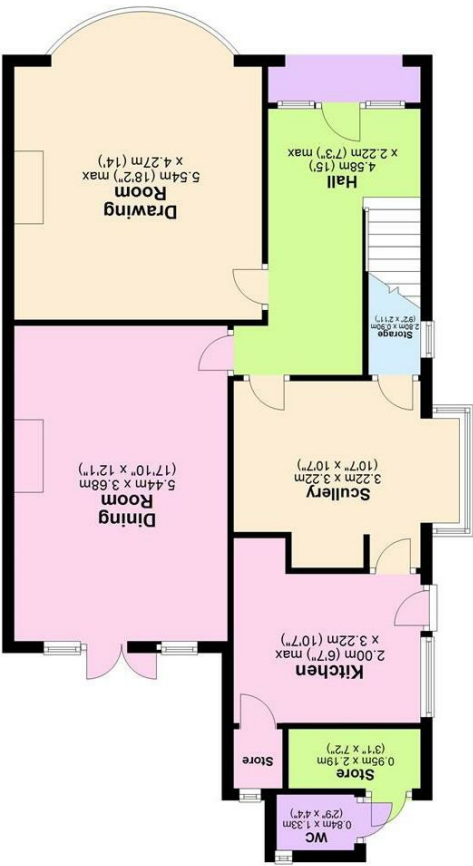 WC
0.84m x 1.33m
(2'9" x 4'4")
Store
0.95m x 2.19m
(3'1" x 7'2")
Store
Kitchen
2.00m (6'7") max
x 3.22m (10'7")
Dining
Room
5.44m x 3.68m
(17'10" x 12'1")
Scullery
3.22m x 3.22m
(10'7" x 10'7")
Storage
2.80m x 0.90m
(9'2" x 2'11")
Hall
4.58m (15')
x 2.22m (7'3") max
Drawing
Room
5.54m (18'2") max
x 4.27m (14')